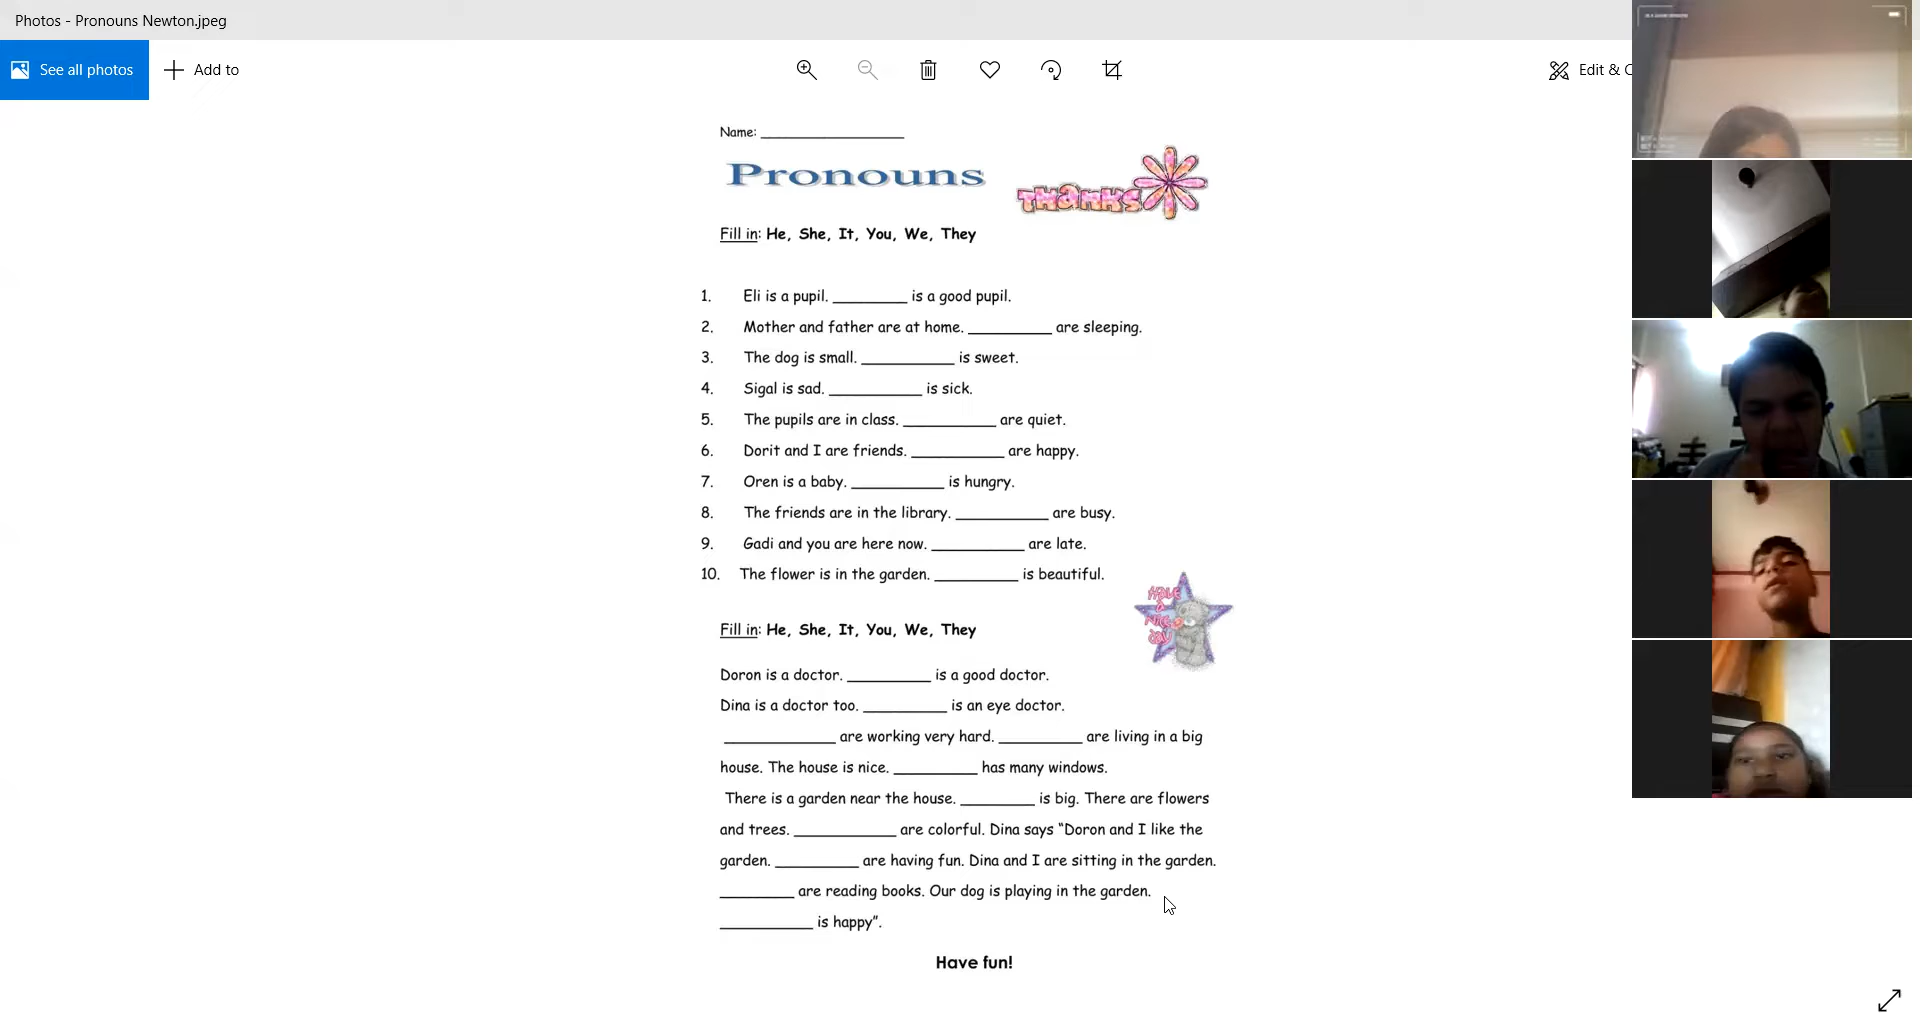 Photos - Pronouns Newton.jpeg
See all photos
Add to
Edit & C
Name: __________________
Pronouns
THANKS
Fill in: He, She, It, You, We, They
1. Eli is a pupil. ________ is a good pupil.
2. Mother and father are at home. _________ are sleeping.
3. The dog is small. __________ is sweet.
4. Sigal is sad. __________ is sick.
5. The pupils are in class. __________ are quiet.
6. Dorit and I are friends. __________ are happy.
7. Oren is a baby. __________ is hungry.
8. The friends are in the library. __________ are busy.
9. Gadi and you are here now. __________ are late.
10. The flower is in the garden. _________ is beautiful.
Have
a
Nice
day
Fill in: He, She, It, You, We, They
Doron is a doctor. _________ is a good doctor.
Dina is a doctor too. _________ is an eye doctor.
____________ are working very hard. _________ are living in a big
house. The house is nice. _________ has many windows.
There is a garden near the house. ________ is big. There are flowers
and trees. ___________ are colorful. Dina says “Doron and I like the
garden. _________ are having fun. Dina and I are sitting in the garden.
________ are reading books. Our dog is playing in the garden.
__________ is happy”.
Have fun!